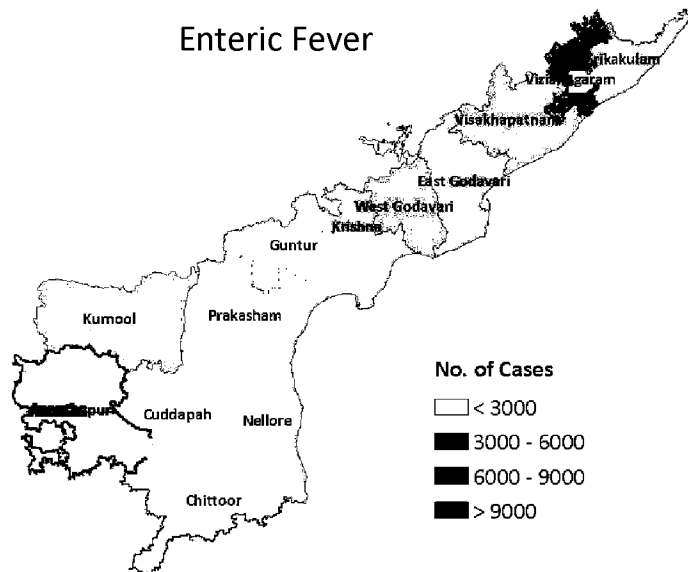 Enteric Fever
Srikakulam
Vizianagaram
Visakhapatnam
East Godavari
West Godavari
Krishna
Guntur
Kurnool
Prakasham
Cuddapah
Nellore
Chittoor
No. of Cases
< 3000
3000 - 6000
6000 - 9000
> 9000